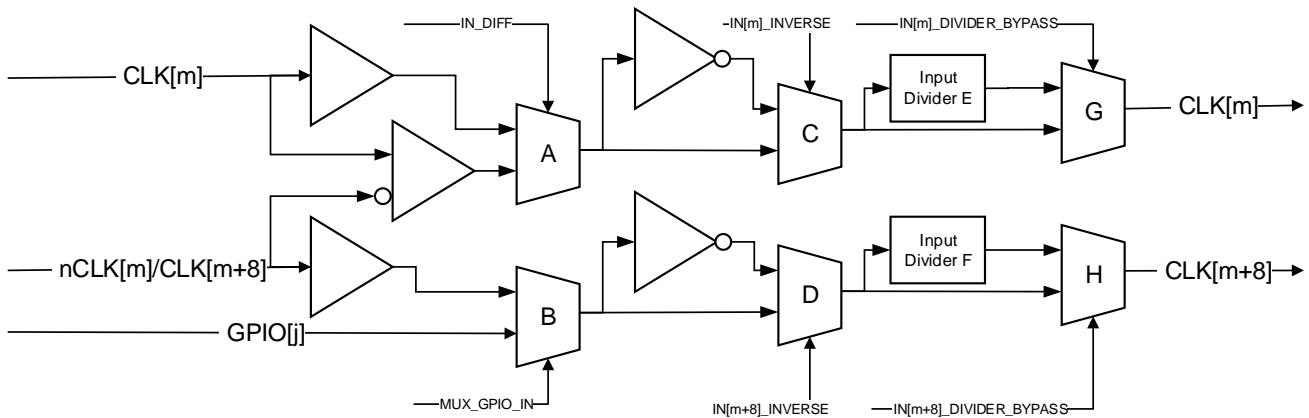 IN_DIFF
IN[m]_INVERSE
IN[m]_DIVIDER_BYPASS
CLK[m]
Input
Divider E
A
C
G
CLK[m]
nCLK[m]/CLK[m+8]
Input
Divider F
B
D
H
CLK[m+8]
GPIO[j]
MUX_GPIO_IN
IN[m+8]_INVERSE
IN[m+8]_DIVIDER_BYPASS